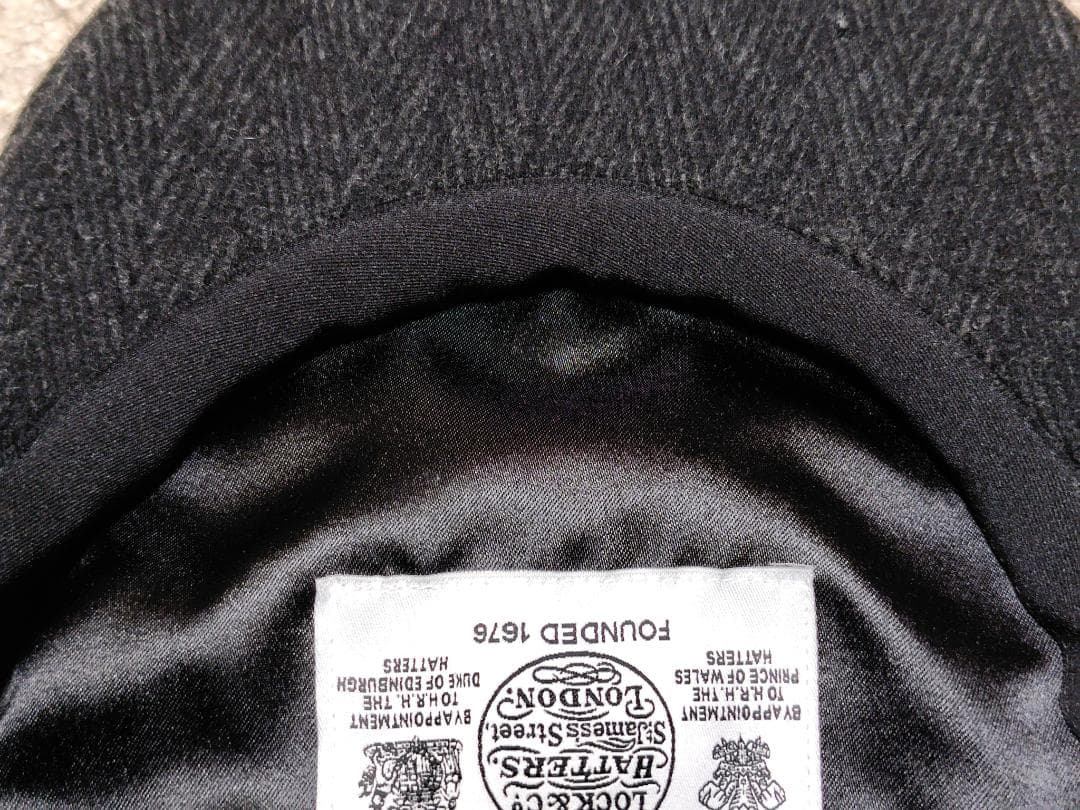 LOCK & Co.
HATTERS,
St. James's Street,
LONDON.
BY APPOINTMENT
TO H.R.H. THE
PRINCE OF WALES
HATTERS
BY APPOINTMENT
TO H.R.H. THE
DUKE OF EDINBURGH
HATTERS
FOUNDED 1676